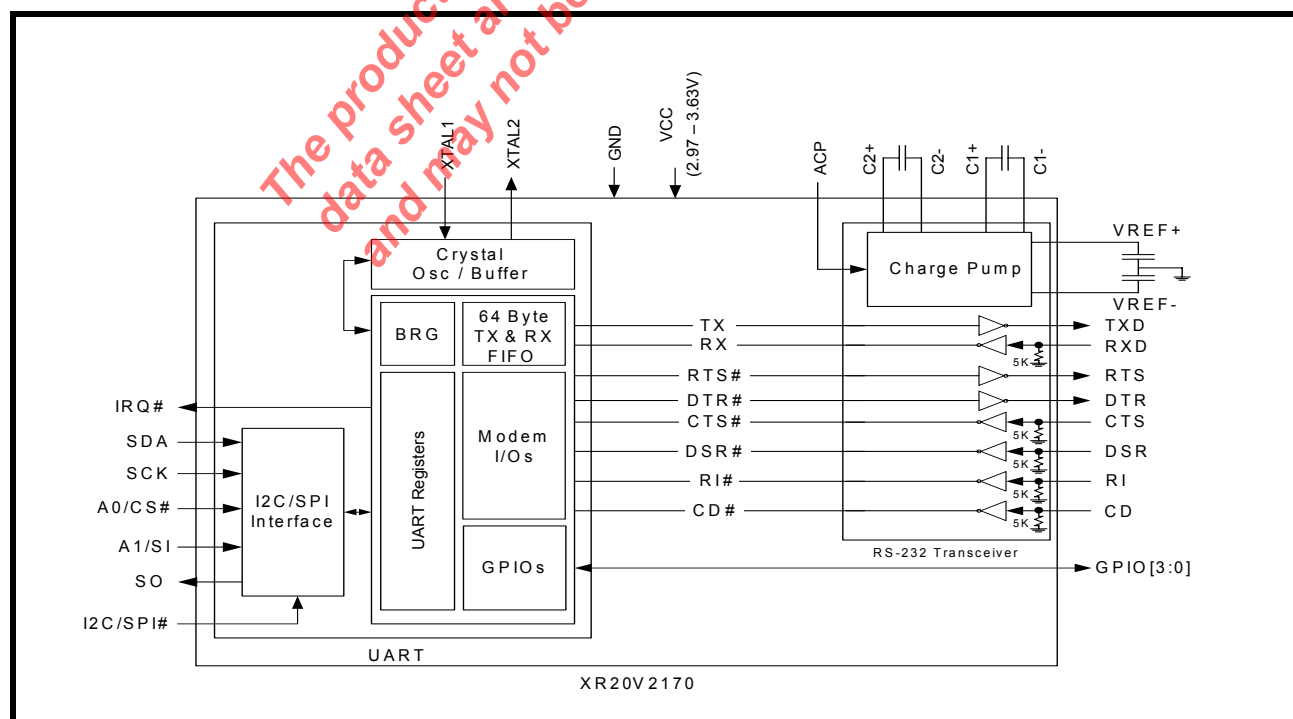 The produc
data sheet a
and may not b
XTAL1
XTAL2
GND
VCC
(2.97 – 3.63V)
ACP
C2+
C2-
C1+
C1-
Crystal
Osc / Buffer
Charge Pump
VREF+
VREF-
BRG
64 Byte
TX & RX
FIFO
TX
TXD
RX
5K
RXD
RTS#
RTS
DTR#
DTR
CTS#
5K
CTS
DSR#
5K
DSR
RI#
5K
RI
CD#
5K
CD
RS-232 Transceiver
IRQ#
SDA
SCK
A0/CS#
A1/SI
SO
I2C/SPI#
I2C/SPI
Interface
UART Registers
Modem
I/Os
GPIOs
GPIO[3:0]
UART
XR20V2170